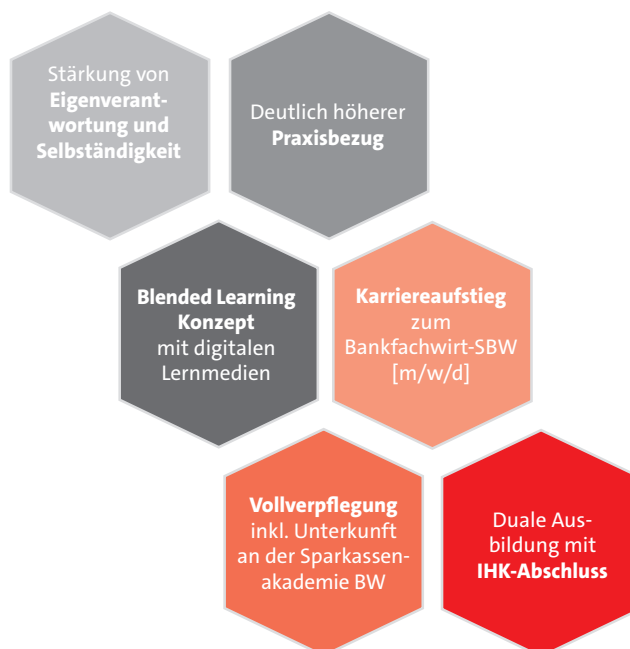 Stärkung von
Eigenverant-
wortung und
Selbständigkeit
Deutlich höherer
Praxisbezug
Blended Learning
Konzept
mit digitalen
Lernmedien
Karriereaufstieg
zum
Bankfachwirt-SBW
[m/w/d]
Vollverpflegung
inkl. Unterkunft
an der Sparkassen-
akademie BW
Duale Aus-
bildung mit
IHK-Abschluss